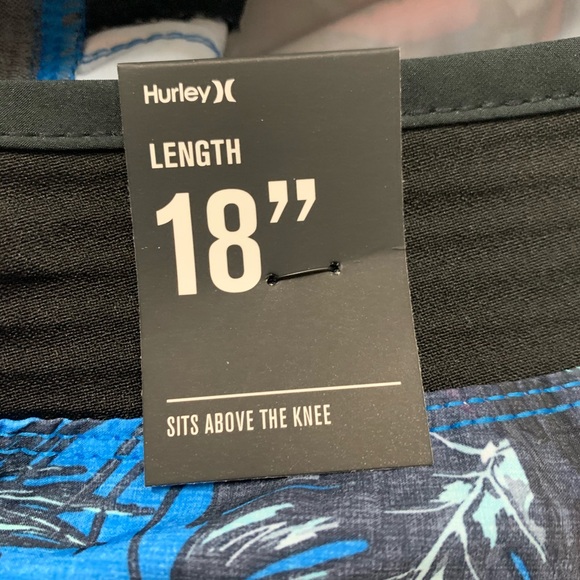 Hurley
LENGTH
18”
SITS ABOVE THE KNEE